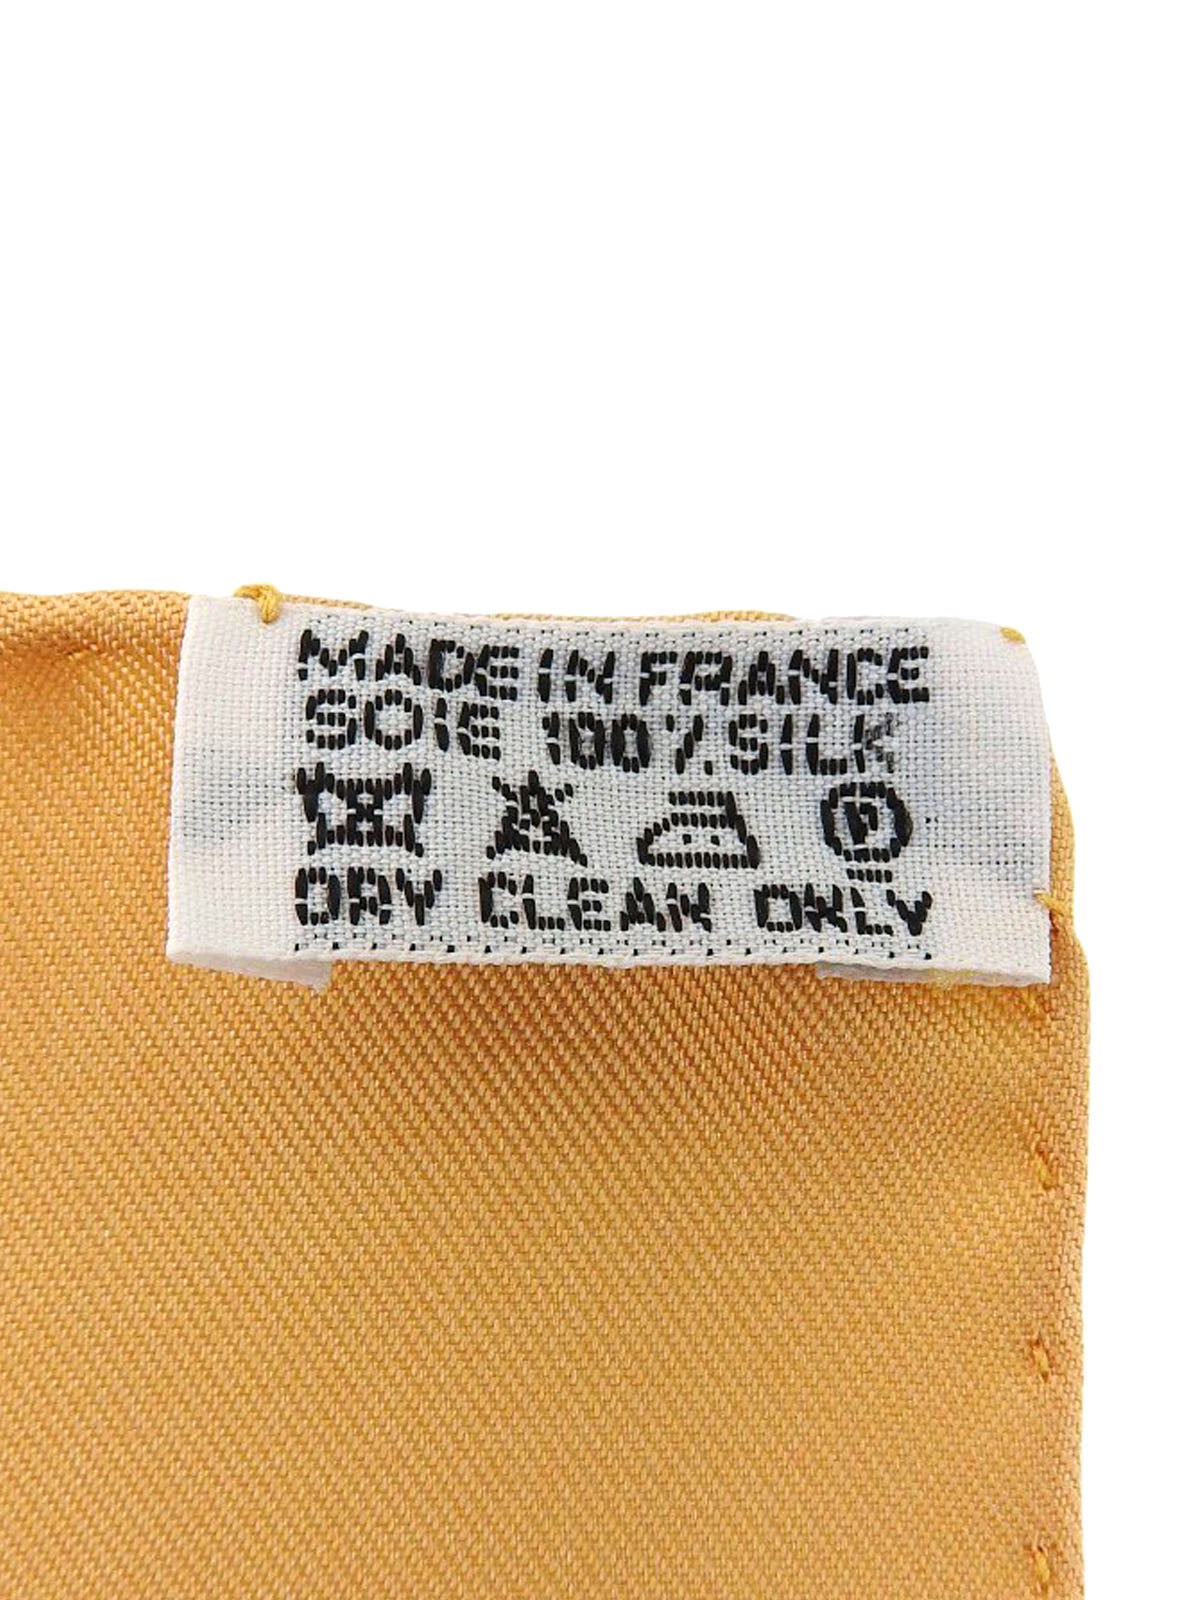 MADE IN FRANCE
SOIE 100% SILK
P
DRY CLEAN ONLY